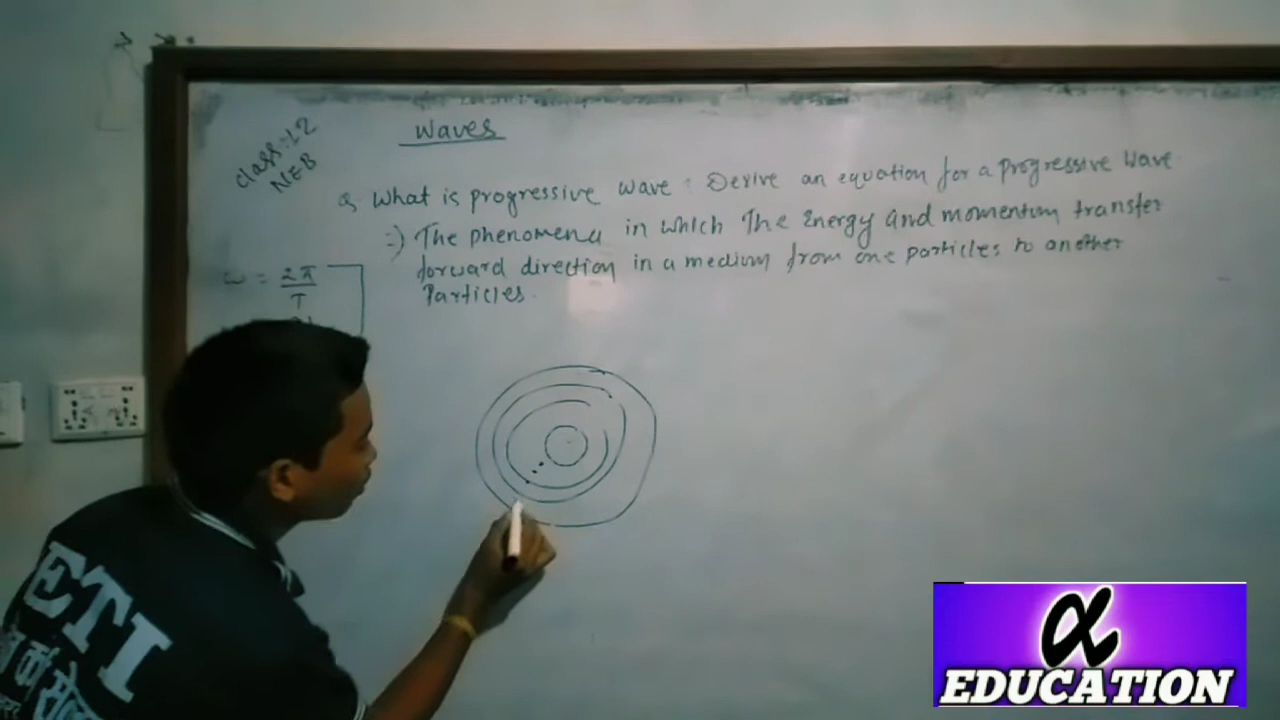 Class:12
NEB
Waves
Q What is progressive wave : Derive an equation for a Progressive Wave
:-) The phenomena in which The Energy and momentum transfer
forward direction in a medium from one particles to another
Particles.
ω = 2π
T
ETI
α
EDUCATION